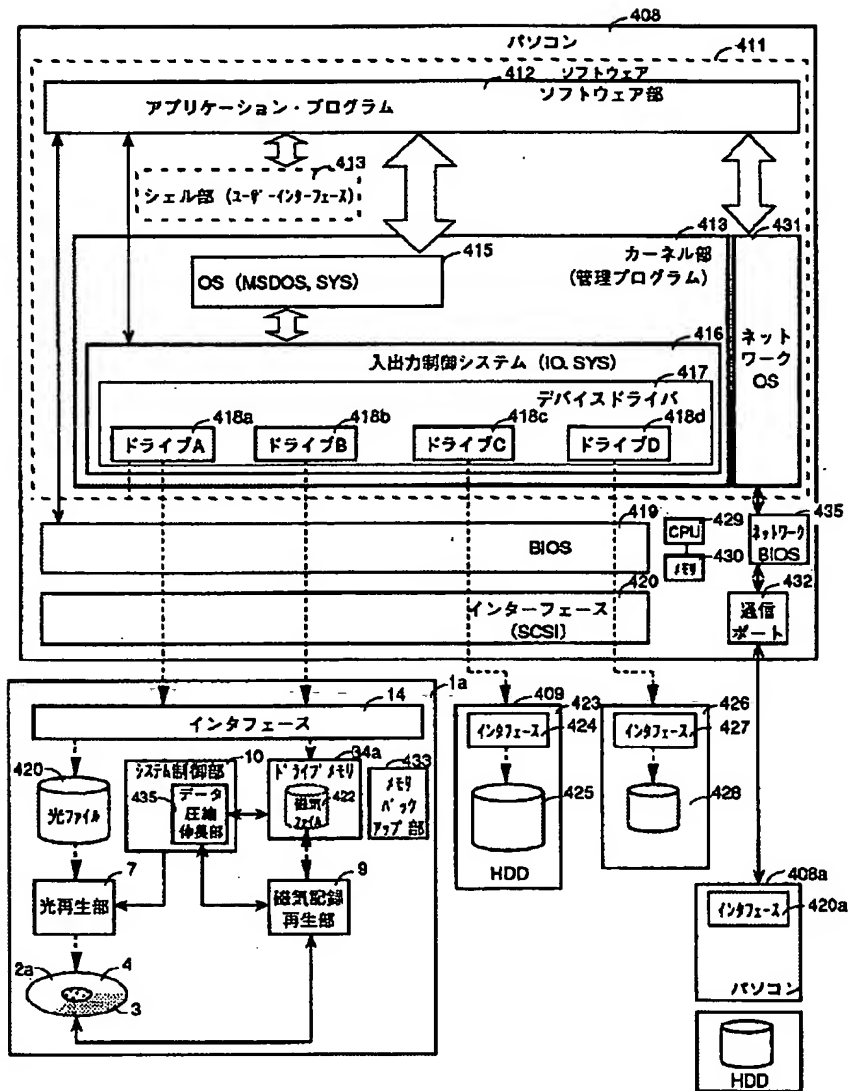 408
パソコン
411
412
ソフトウェア
ソフトウェア部
アプリケーション・プログラム
413
シェル部 (ユーザーインターフェース)
413
431
415
カーネル部
(管理プログラム)
OS (MSDOS, SYS)
ネット
ワーク
OS
416
入出力制御システム (IO. SYS)
417
デバイスドライバ
418a
418b
418c
418d
ドライブA
ドライブB
ドライブC
ドライブD
419
BIOS
429
CPU
430
メモリ
435
ネットワーク
BIOS
420
インターフェース
(SCSI)
432
通信
ポート
1a
14
インタフェース
409
423
インタフェース
424
425
HDD
426
インタフェース
427
428
420
光ファイル
10
システム制御部
435
データ
圧縮
伸長部
34a
ドライブメモリ
磁気
ファイル
422
433
メモリ
バック
アップ部
7
光再生部
9
磁気記録
再生部
2a
4
3
408a
インタフェース
420a
パソコン
HDD